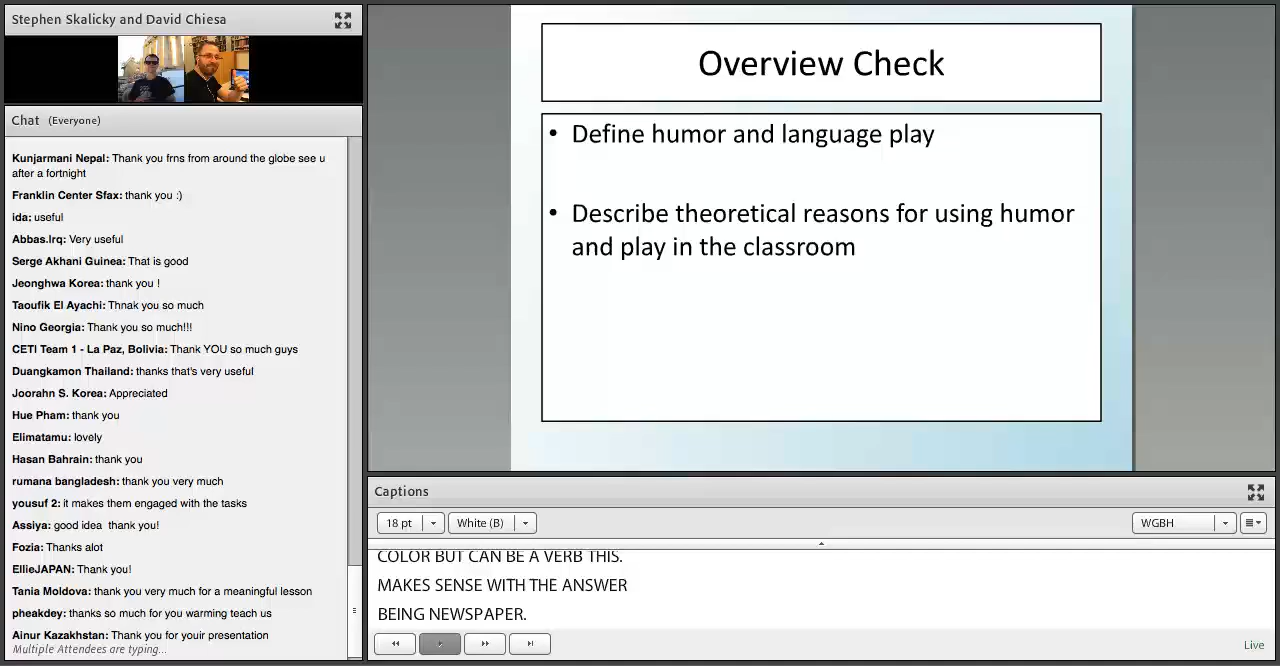 Stephen Skalicky and David Chiesa
Chat (Everyone)
Kunjarmani Nepal: Thank you frns from around the globe see u
after a fortnight
Franklin Center Sfax: thank you :)
ida: useful
Abbas.Irq: Very useful
Serge Akhani Guinea: That is good
Jeonghwa Korea: thank you !
Taoufik El Ayachi: Thnak you so much
Nino Georgia: Thank you so much!!!
CETI Team 1 - La Paz, Bolivia: Thank YOU so much guys
Duangkamon Thailand: thanks that's very useful
Joorahn S. Korea: Appreciated
Hue Pham: thank you
Elimatamu: lovely
Hasan Bahrain: thank you
rumana bangladesh: thank you very much
yousuf 2: it makes them engaged with the tasks
Assiya: good idea thank you!
Fozia: Thanks alot
EllieJAPAN: Thank you!
Tania Moldova: thank you very much for a meaningful lesson
pheakdey: thanks so much for you warming teach us
Ainur Kazakhstan: Thank you for youir presentation
Multiple Attendees are typing...
Overview Check
• Define humor and language play
• Describe theoretical reasons for using humor
and play in the classroom
Captions
18 pt White (B) WGBH
COLOR BUT CAN BE A VERB THIS.
MAKES SENSE WITH THE ANSWER
BEING NEWSPAPER.
Live